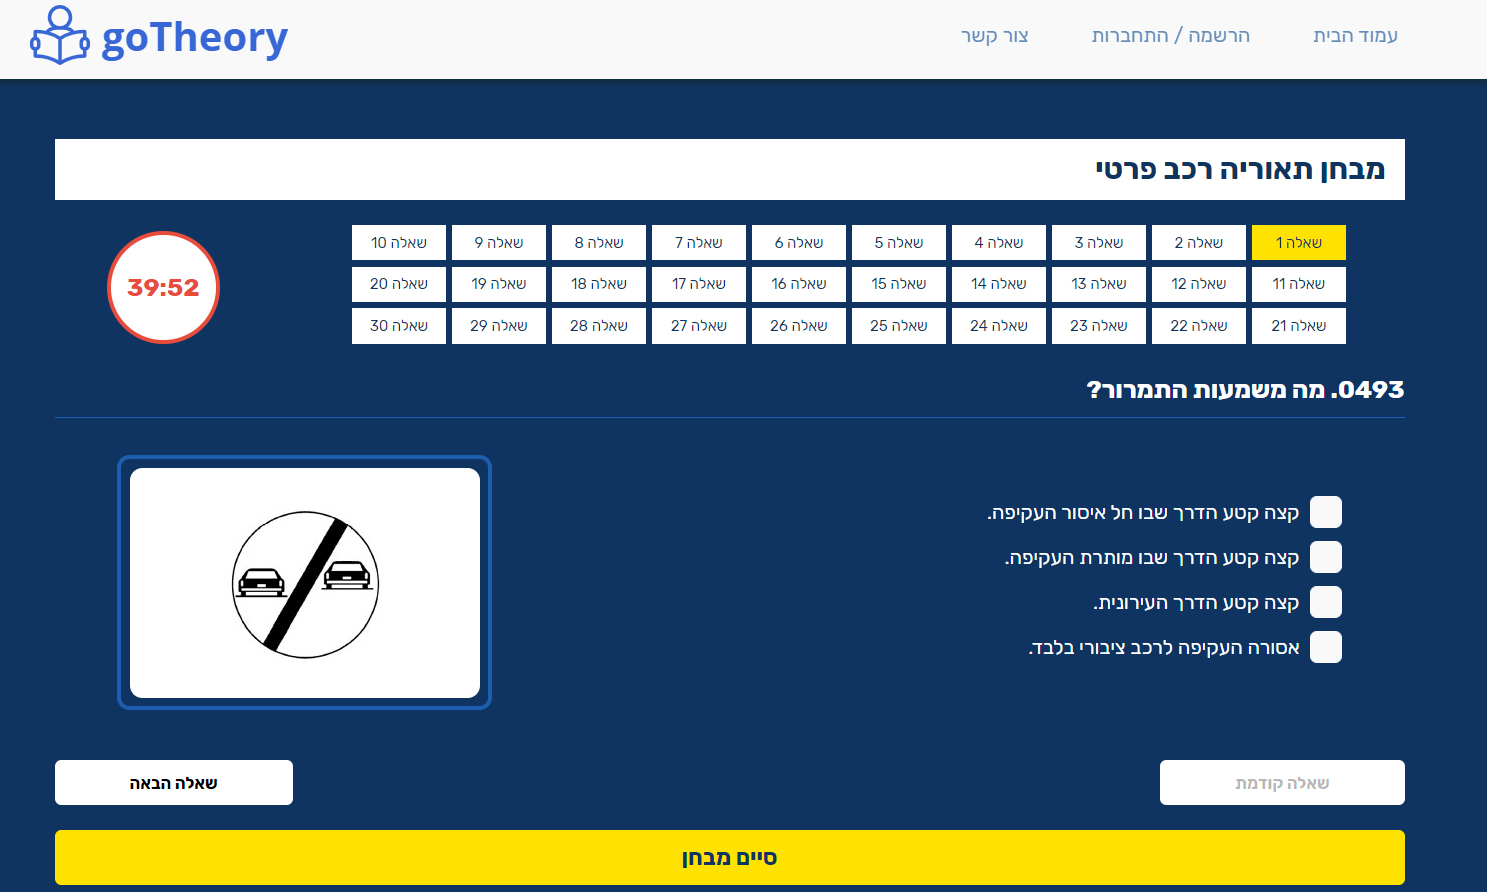 goTheory
עמוד הבית
הרשמה / התחברות
צור קשר
מבחן תאוריה רכב פרטי
שאלה 1
שאלה 2
שאלה 3
שאלה 4
שאלה 5
שאלה 6
שאלה 7
שאלה 8
שאלה 9
שאלה 10
שאלה 11
שאלה 12
שאלה 13
שאלה 14
שאלה 15
שאלה 16
שאלה 17
שאלה 18
שאלה 19
שאלה 20
שאלה 21
שאלה 22
שאלה 23
שאלה 24
שאלה 25
שאלה 26
שאלה 27
שאלה 28
שאלה 29
שאלה 30
39:52
0493. מה משמעות התמרור?
קצה קטע הדרך שבו חל איסור העקיפה.
קצה קטע הדרך שבו מותרת העקיפה.
קצה קטע הדרך העירונית.
אסורה העקיפה לרכב ציבורי בלבד.
שאלה קודמת
שאלה הבאה
סיים מבחן